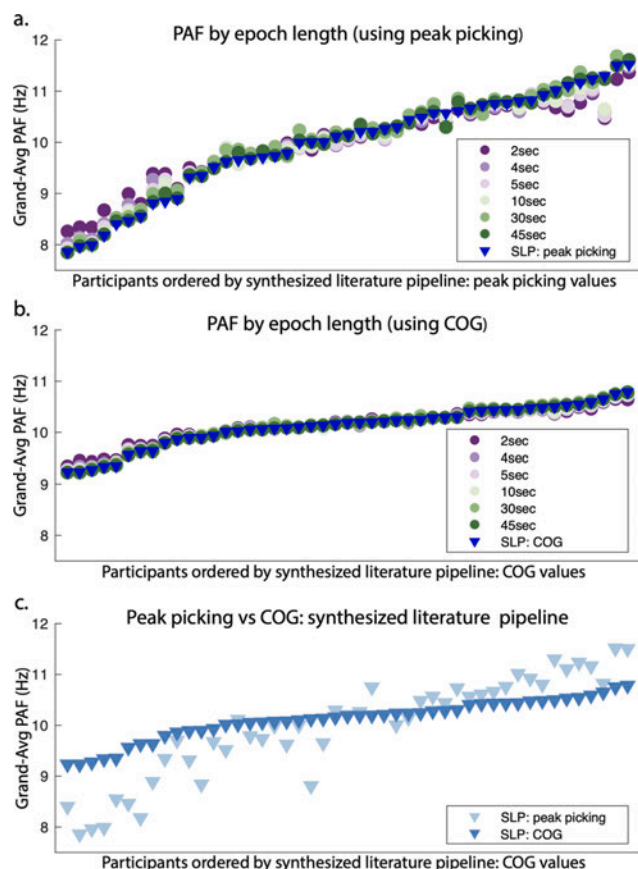 a.
PAF by epoch length (using peak picking)
Grand-Avg PAF (Hz)
12
11
10
9
8
2sec
4sec
5sec
10sec
30sec
45sec
SLP: peak picking
Participants ordered by synthesized literature pipeline: peak picking values
b.
PAF by epoch length (using COG)
Grand-Avg PAF (Hz)
12
11
10
9
8
2sec
4sec
5sec
10sec
30sec
45sec
SLP: COG
Participants ordered by synthesized literature pipeline: COG values
c.
Peak picking vs COG: synthesized literature pipeline
Grand-Avg PAF (Hz)
12
11
10
9
8
SLP: peak picking
SLP: COG
Participants ordered by synthesized literature pipeline: COG values